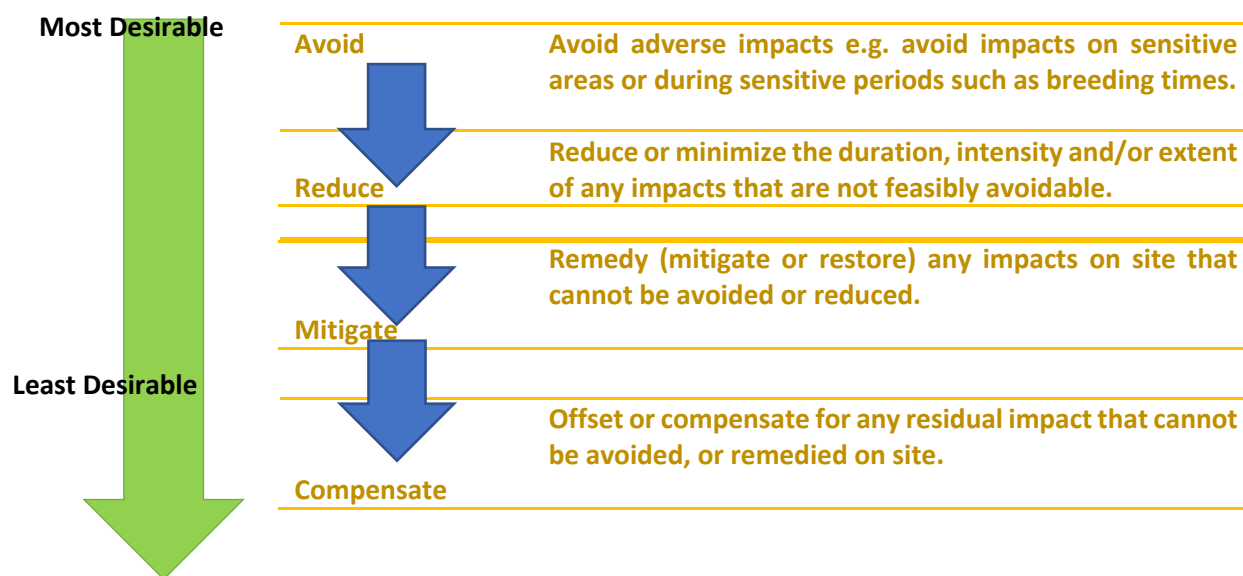 Most Desirable
Avoid
Avoid adverse impacts e.g. avoid impacts on sensitive
areas or during sensitive periods such as breeding times.
Reduce or minimize the duration, intensity and/or extent
of any impacts that are not feasibly avoidable.
Reduce
Remedy (mitigate or restore) any impacts on site that
cannot be avoided or reduced.
Mitigate
Least Desirable
Offset or compensate for any residual impact that cannot
be avoided, or remedied on site.
Compensate